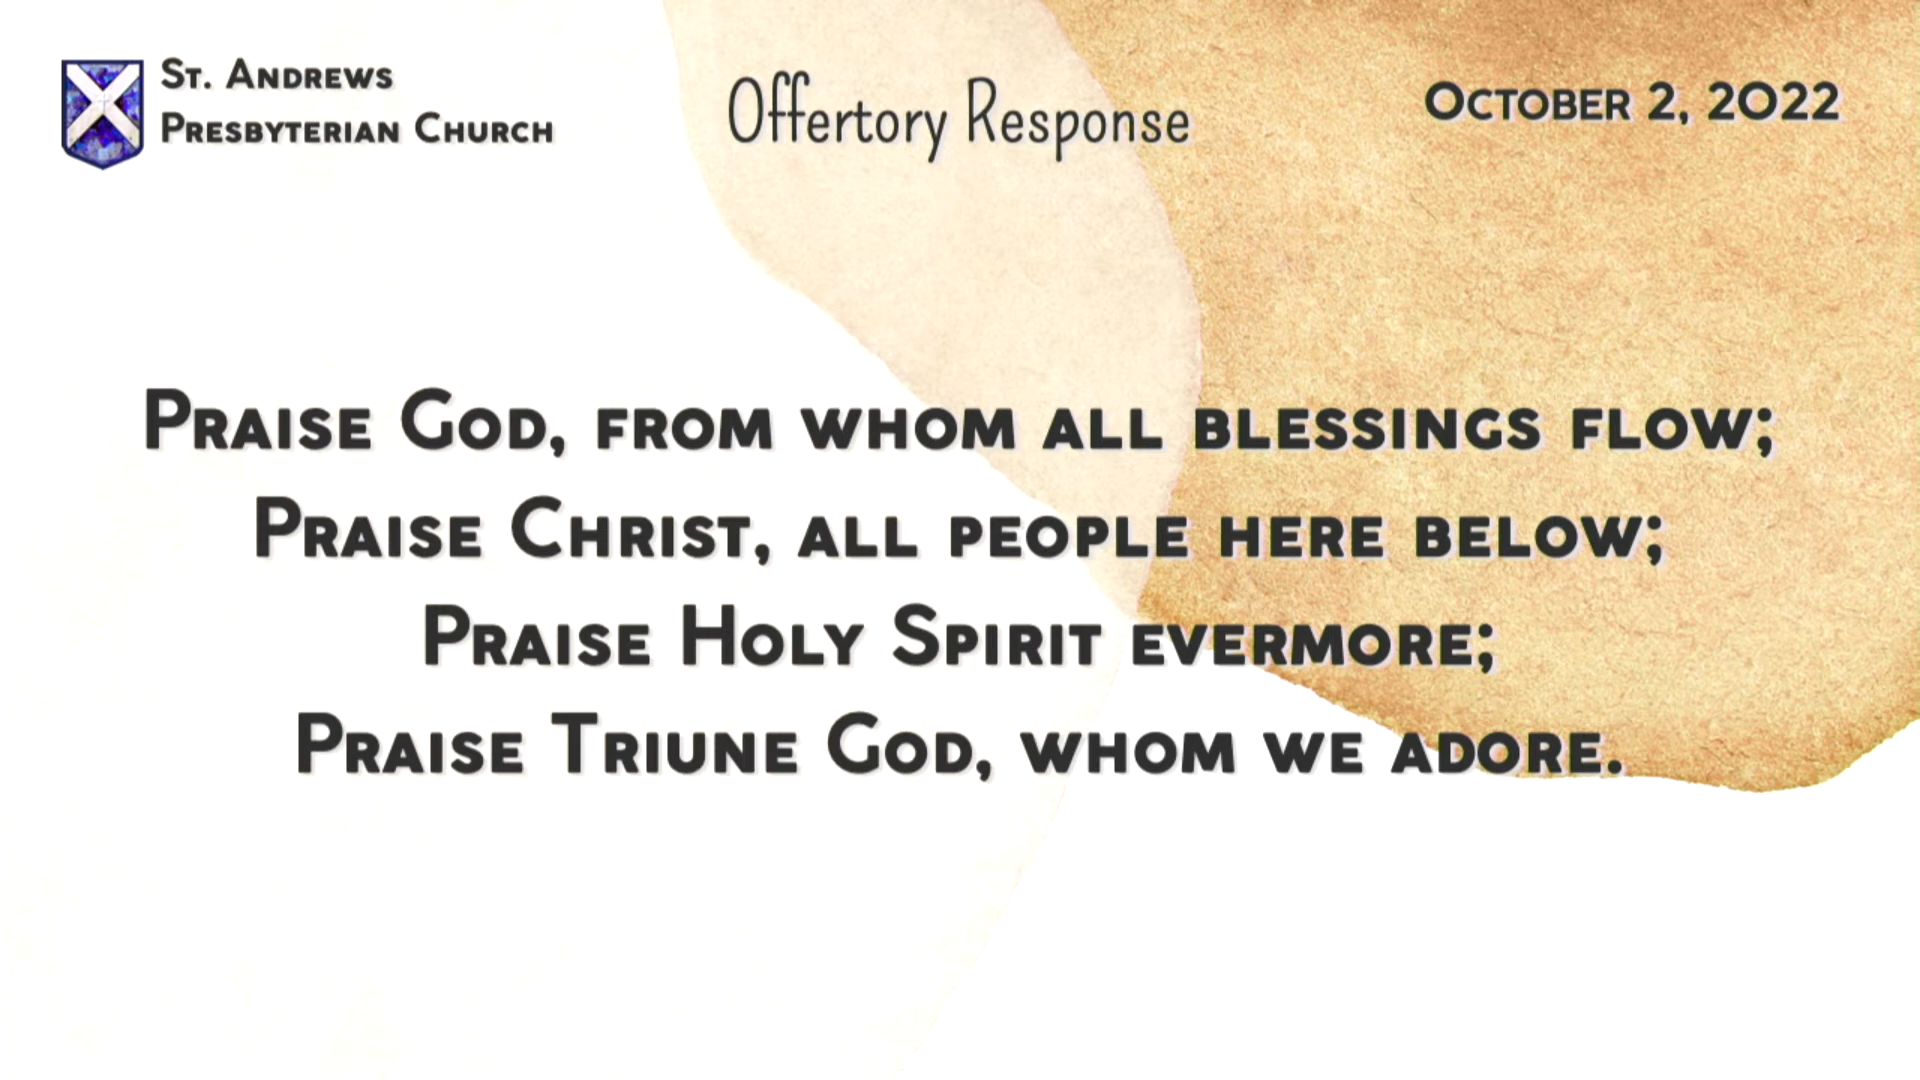 St. Andrews
Presbyterian Church
Offertory Response
October 2, 2022
Praise God, from whom all blessings flow;
Praise Christ, all people here below;
Praise Holy Spirit evermore;
Praise Triune God, whom we adore.